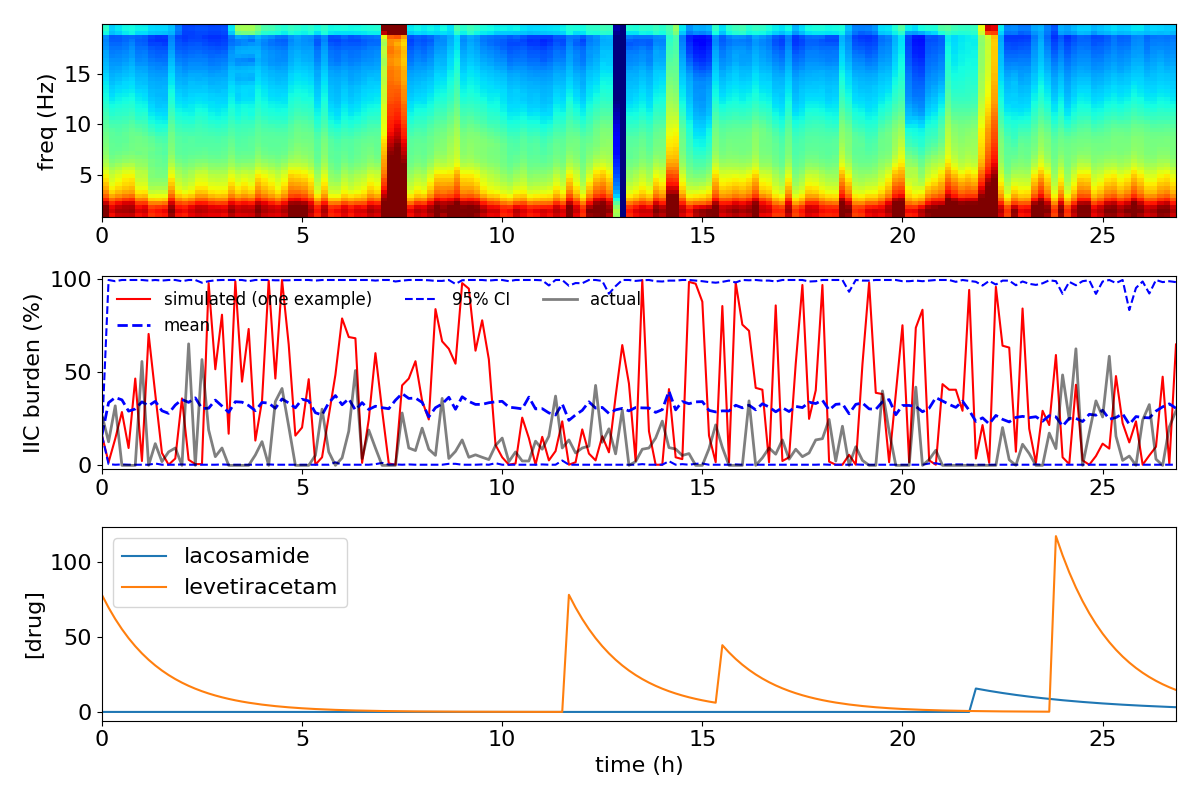 freq (Hz)
15
10
5
0 5 10 15 20 25
IIC burden (%)
100
50
0
simulated (one example) 95% CI actual
mean
0 5 10 15 20 25
[drug]
100
50
0
lacosamide
levetiracetam
0 5 10 15 20 25
time (h)